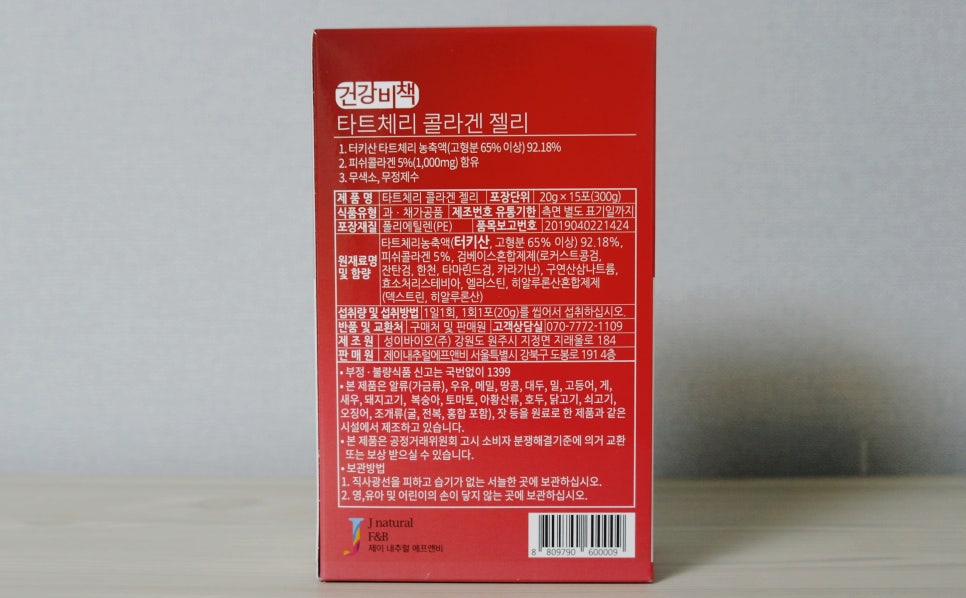 건강비책
타트체리 콜라겐 젤리
1. 터키산 타트체리 농축액(고형분 65% 이상) 92.18%
2. 피쉬콜라겐 5%(1,000mg) 함유
3. 무색소, 무정제수
제 품 명 타트체리 콜라겐 젤리 포장단위 20g × 15포(300g)
식품유형 과 · 채가공품 제조번호 유통기한 측면 별도 표기일까지
포장재질 폴리에틸렌(PE) 품목보고번호 2019040221424
원재료명 및 함량 타트체리농축액(터키산, 고형분 65% 이상) 92.18%,
피쉬콜라겐 5%, 검베이스혼합제제(로커스트콩검,
잔탄검, 한천, 타마린드검, 카라기난), 구연산삼나트륨,
효소처리스테비아, 엘라스틴, 히알루론산혼합제제
(덱스트린, 히알루론산)
섭취량 및 섭취방법 1일1회, 1회1포(20g)를 씹어서 섭취하십시오.
반품 및 교환처 구매처 및 판매원 고객상담실 070-7772-1109
제 조 원 성이바이오(주) 강원도 원주시 지정면 지래울로 184
판 매 원 제이내추럴에프앤비 서울특별시 강북구 도봉로 191 4층
• 부정 · 불량식품 신고는 국번없이 1399
• 본 제품은 알류(가금류), 우유, 메밀, 땅콩, 대두, 밀, 고등어, 게,
새우, 돼지고기, 복숭아, 토마토, 아황산류, 호두, 닭고기, 쇠고기,
오징어, 조개류(굴, 전복, 홍합 포함), 잣 등을 원료로 한 제품과 같은
시설에서 제조하고 있습니다.
• 본 제품은 공정거래위원회 고시 소비자 분쟁해결기준에 의거 교환
또는 보상 받으실 수 있습니다.
• 보관방법
1. 직사광선을 피하고 습기가 없는 서늘한 곳에 보관하십시오.
2. 영,유아 및 어린이의 손이 닿지 않는 곳에 보관하십시오.
J natural
F&B
제이 내추럴 에프앤비
8 809790 600009